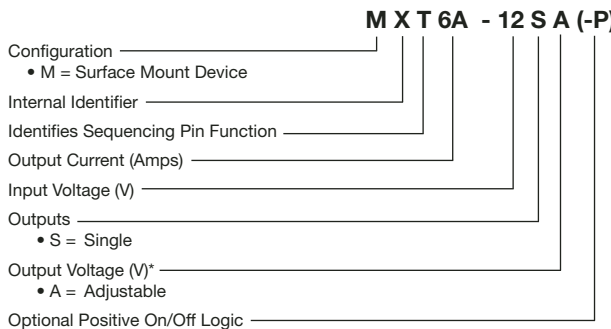 M X T 6A - 12 S A (-P)
Configuration
• M = Surface Mount Device
Internal Identifier
Identifies Sequencing Pin Function
Output Current (Amps)
Input Voltage (V)
Outputs
• S = Single
Output Voltage (V)*
• A = Adjustable
Optional Positive On/Off Logic